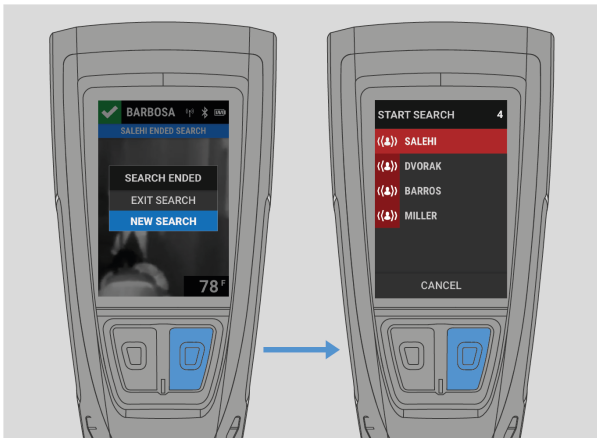 BARBOSA
SALEHI ENDED SEARCH
SEARCH ENDED
EXIT SEARCH
NEW SEARCH
78°F
START SEARCH 4
SALEHI
DVORAK
BARROS
MILLER
CANCEL